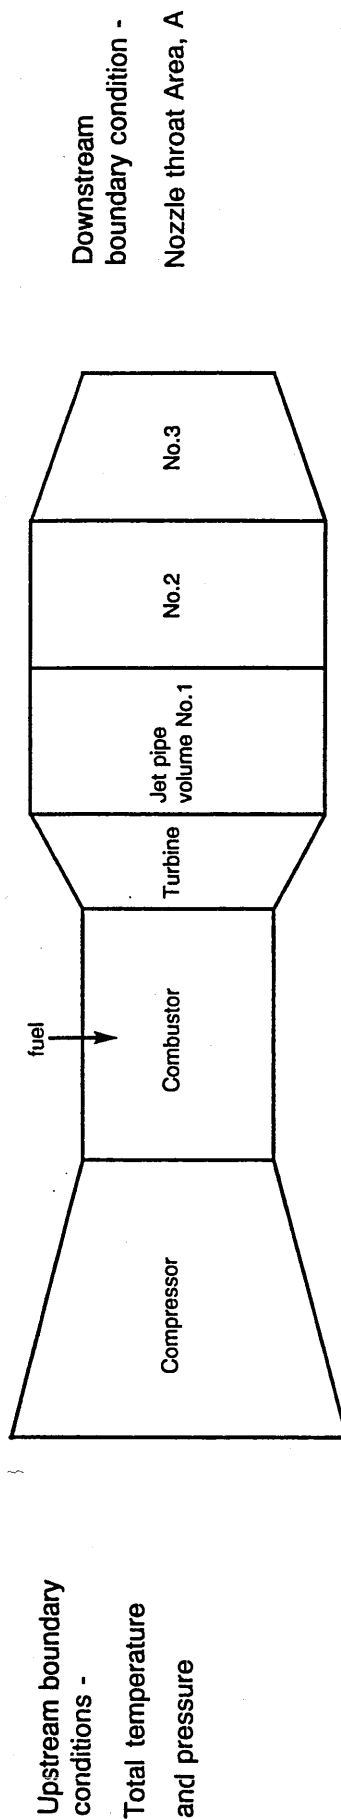 Upstream boundary
conditions -
Total temperature
and pressure
Compressor
fuel
Combustor
Turbine
Jet pipe
volume No.1
No.2
No.3
Downstream
boundary condition -
Nozzle throat Area, A